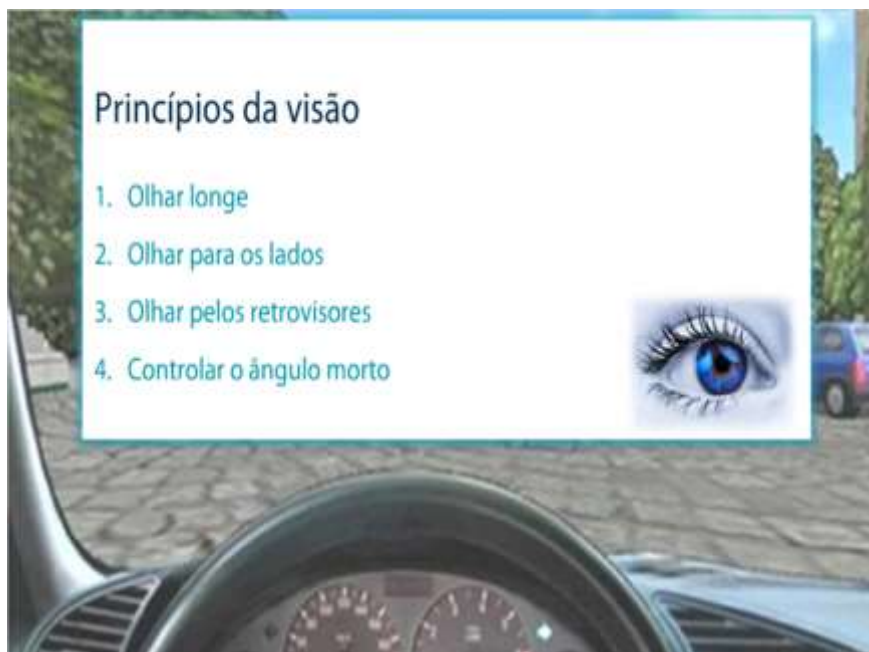 Princípios da visão
1. Olhar longe
2. Olhar para os lados
3. Olhar pelos retrovisores
4. Controlar o ângulo morto